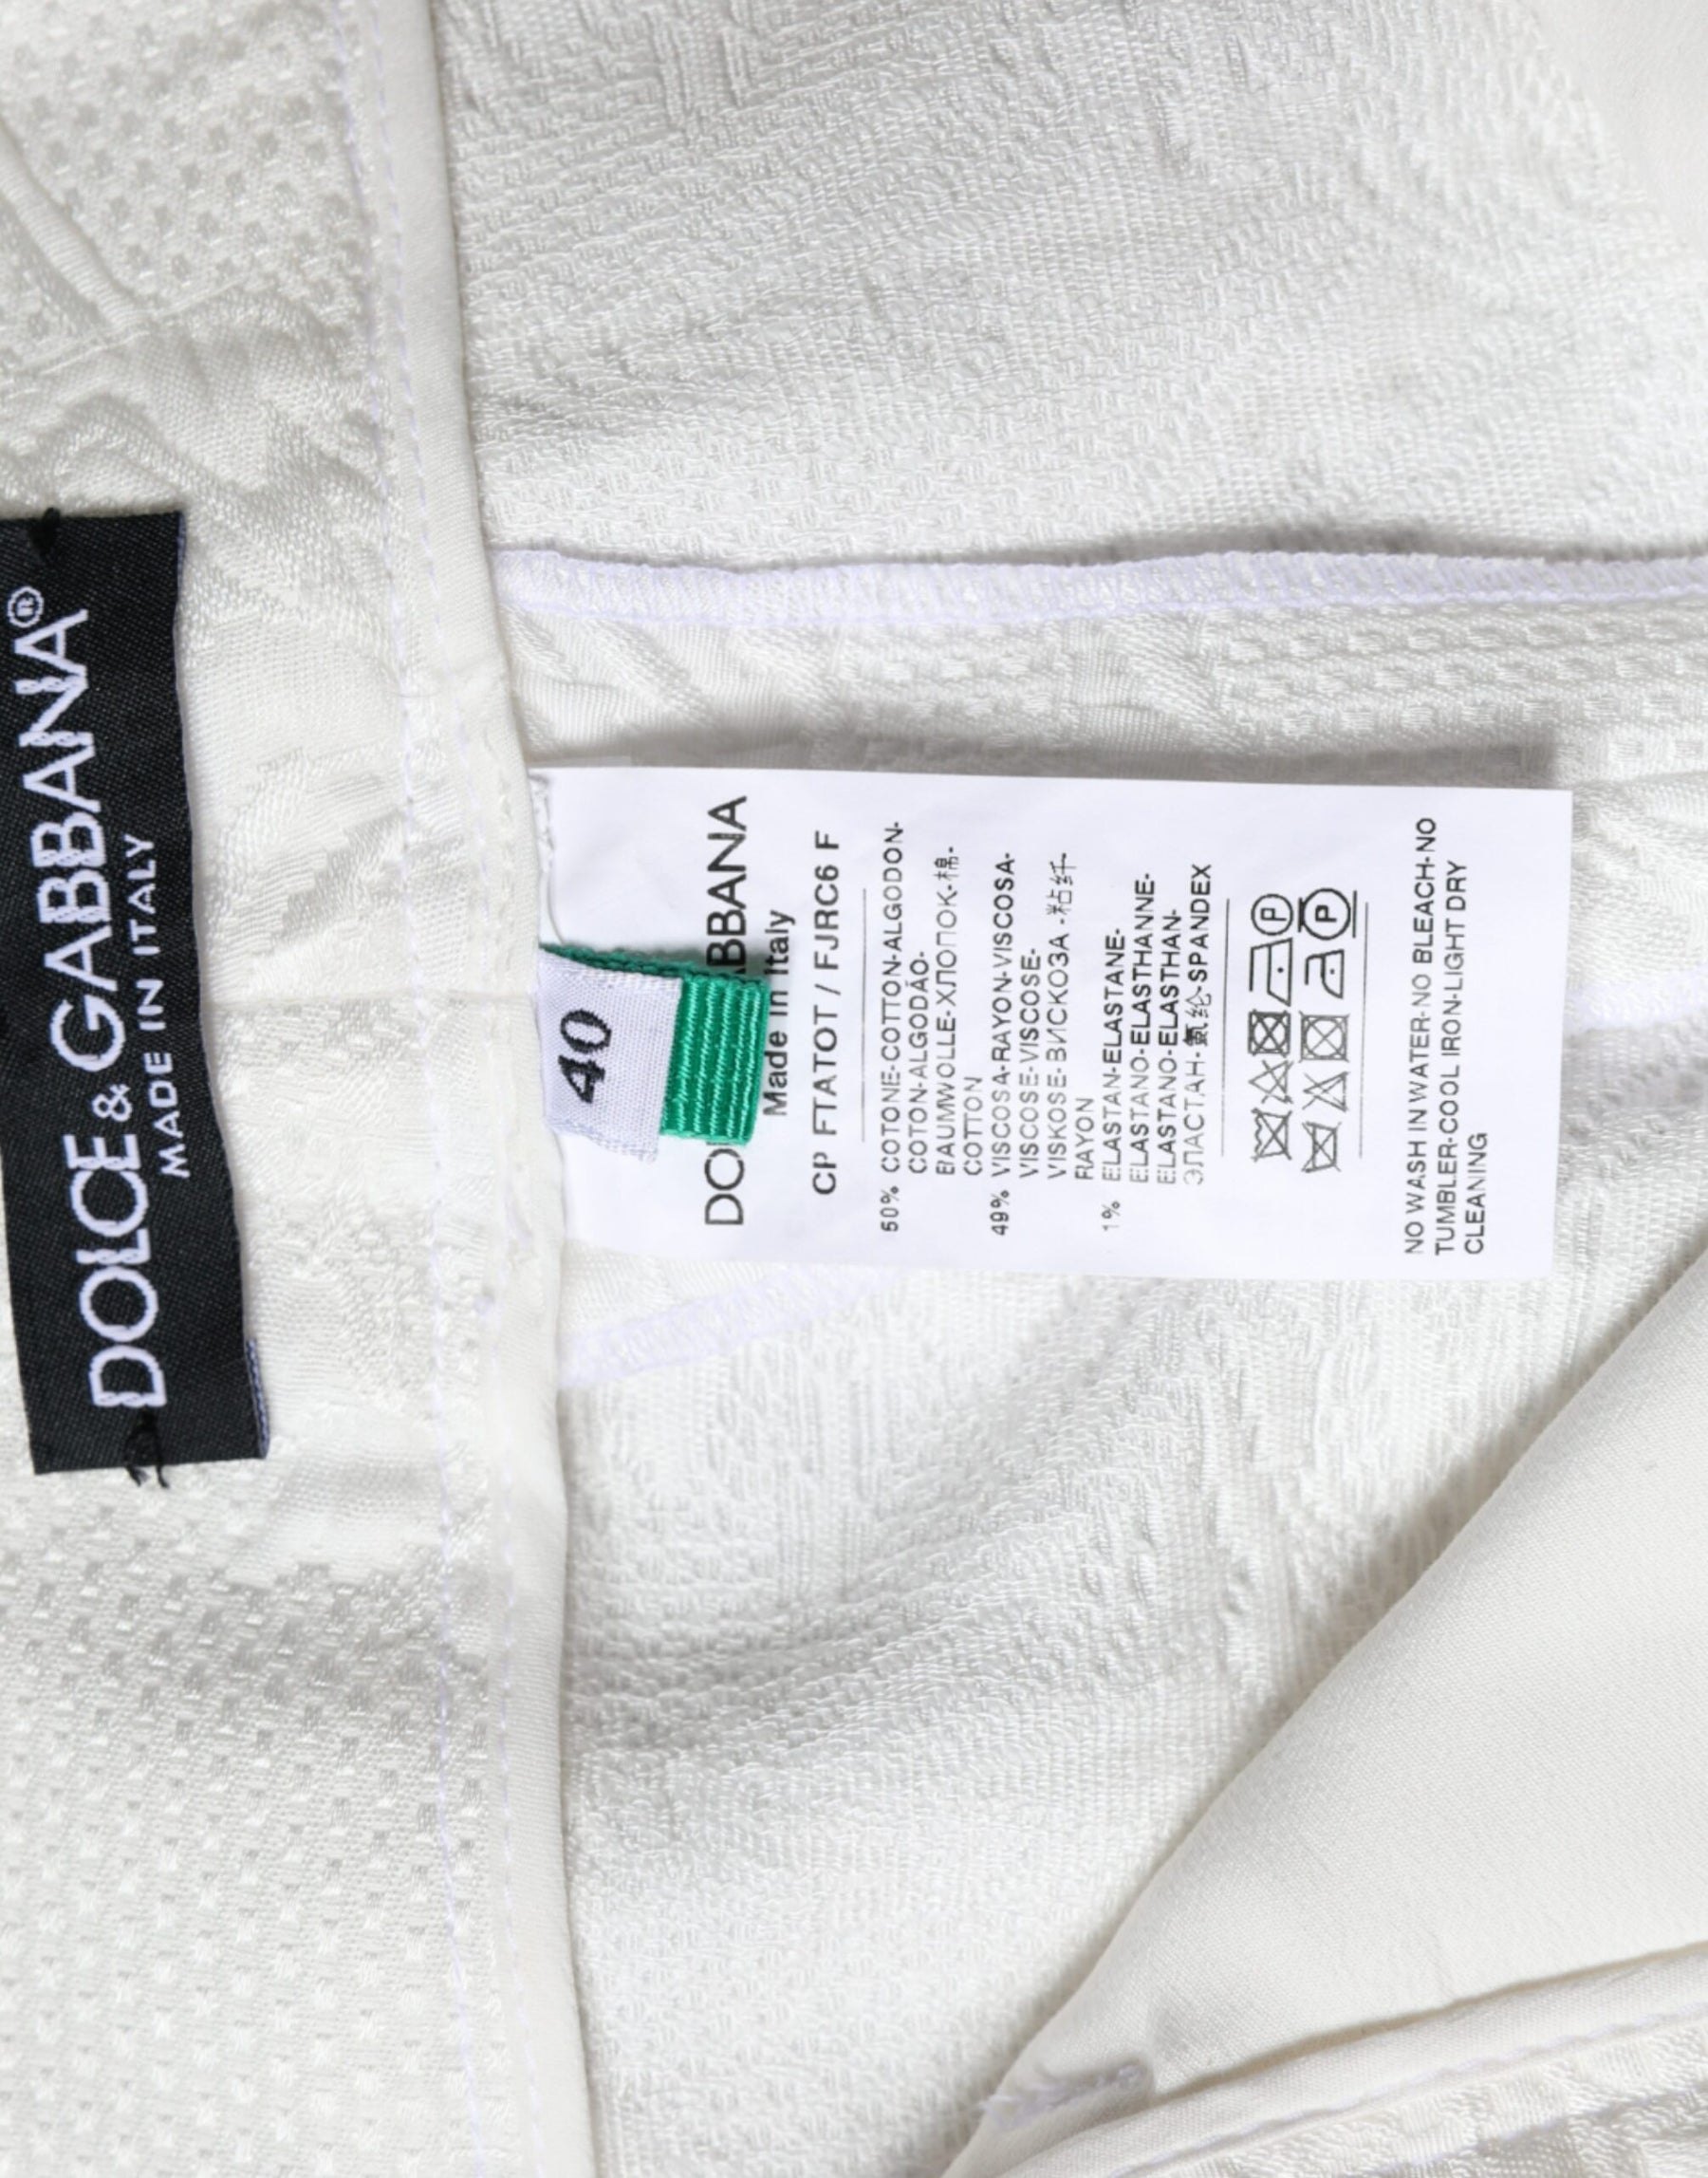 DOLCE & GABBANA®
MADE IN ITALY
40
DO ABBANA
Made in Italy
CP FTATOT / FJRC6 F
50% COTONE-COTTON-ALGODON-
COTON-ALGODÃO-
BAUMWOLLE-ХЛОПОК-棉-
COTTON
49% VISCOSA-RAYON-VISCOSA-
VISCOSE-VISCOSE-
VISKOSE-ВИСКОЗА-粘纤-
RAYON
1% ELASTAN-ELASTANE-
ELASTANO-ELASTHANNE-
ELASTANO-ELASTHAN-
ЭЛАСТАН-氨纶-SPANDEX
P
P
NO WASH IN WATER-NO BLEACH-NO
TUMBLER-COOL IRON-LIGHT DRY
CLEANING